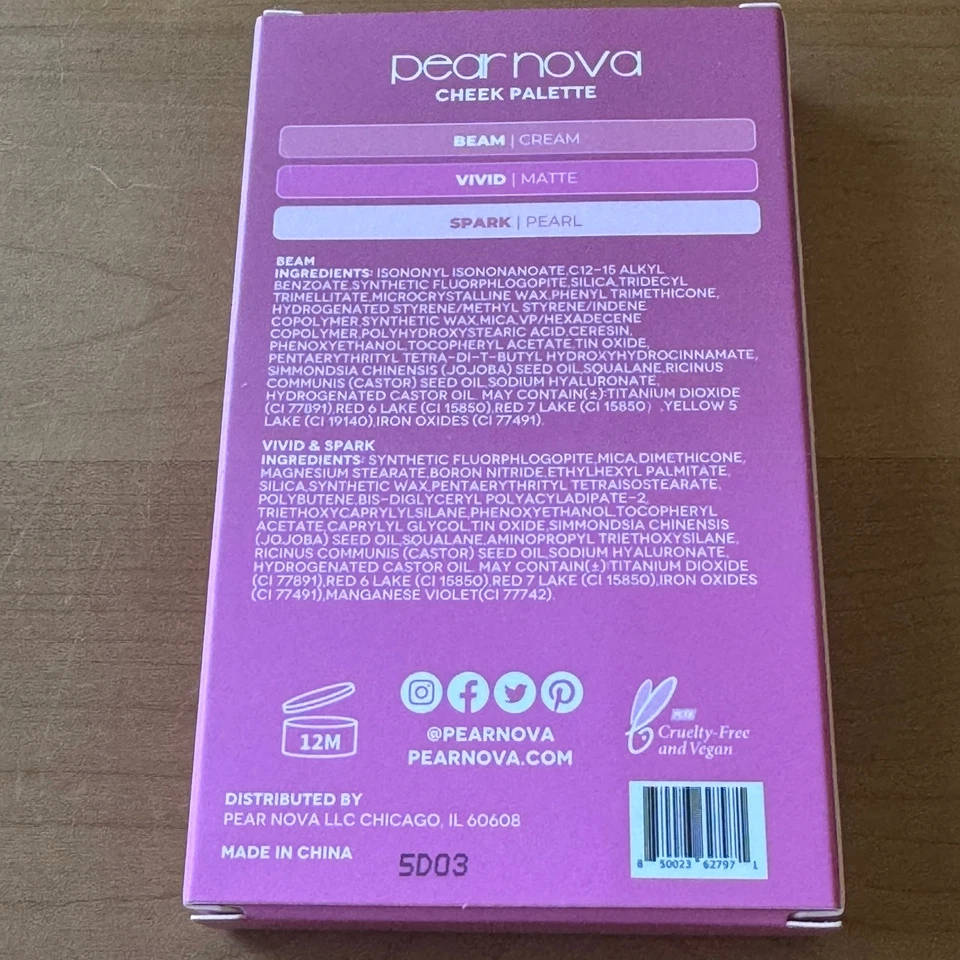 pear nova
CHEEK PALETTE
BEAM | CREAM
VIVID | MATTE
SPARK | PEARL
BEAM
INGREDIENTS: ISONONYL ISONONANOATE,C12-15 ALKYL
BENZOATE,SYNTHETIC FLUORPHLOGOPITE,SILICA,TRIDECYL
TRIMELLITATE,MICROCRYSTALLINE WAX,PHENYL TRIMETHICONE,
HYDROGENATED STYRENE/METHYL STYRENE/INDENE
COPOLYMER,SYNTHETIC WAX,MICA,VP/HEXADECENE
COPOLYMER,POLYHYDROXYSTEARIC ACID,CERESIN,
PHENOXYETHANOL,TOCOPHERYL ACETATE,TIN OXIDE,
PENTAERYTHRITYL TETRA-DI-T-BUTYL HYDROXYHYDROCINNAMATE,
SIMMONDSIA CHINENSIS (JOJOBA) SEED OIL,SQUALANE,RICINUS
COMMUNIS (CASTOR) SEED OIL,SODIUM HYALURONATE,
HYDROGENATED CASTOR OIL. MAY CONTAIN(±):TITANIUM DIOXIDE
(CI 77891),RED 6 LAKE (CI 15850),RED 7 LAKE (CI 15850) ,YELLOW 5
LAKE (CI 19140),IRON OXIDES (CI 77491).
VIVID & SPARK
INGREDIENTS: SYNTHETIC FLUORPHLOGOPITE,MICA,DIMETHICONE,
MAGNESIUM STEARATE,BORON NITRIDE,ETHYLHEXYL PALMITATE,
SILICA,SYNTHETIC WAX,PENTAERYTHRITYL TETRAISOSTEARATE,
POLYBUTENE,BIS-DIGLYCERYL POLYACYLADIPATE-2,
TRIETHOXYCAPRYLYLSILANE,PHENOXYETHANOL,TOCOPHERYL
ACETATE,CAPRYLYL GLYCOL,TIN OXIDE,SIMMONDSIA CHINENSIS
(JOJOBA) SEED OIL,SQUALANE,AMINOPROPYL TRIETHOXYSILANE,
RICINUS COMMUNIS (CASTOR) SEED OIL,SODIUM HYALURONATE,
HYDROGENATED CASTOR OIL. MAY CONTAIN(±):TITANIUM DIOXIDE
(CI 77891),RED 6 LAKE (CI 15850),RED 7 LAKE (CI 15850),IRON OXIDES
(CI 77491),MANGANESE VIOLET(CI 77742).
12M
@PEARNOVA
PEARNOVA.COM
PETA
Cruelty-Free
and Vegan
DISTRIBUTED BY
PEAR NOVA LLC CHICAGO, IL 60608
MADE IN CHINA
5D03
8 50023 62797 1